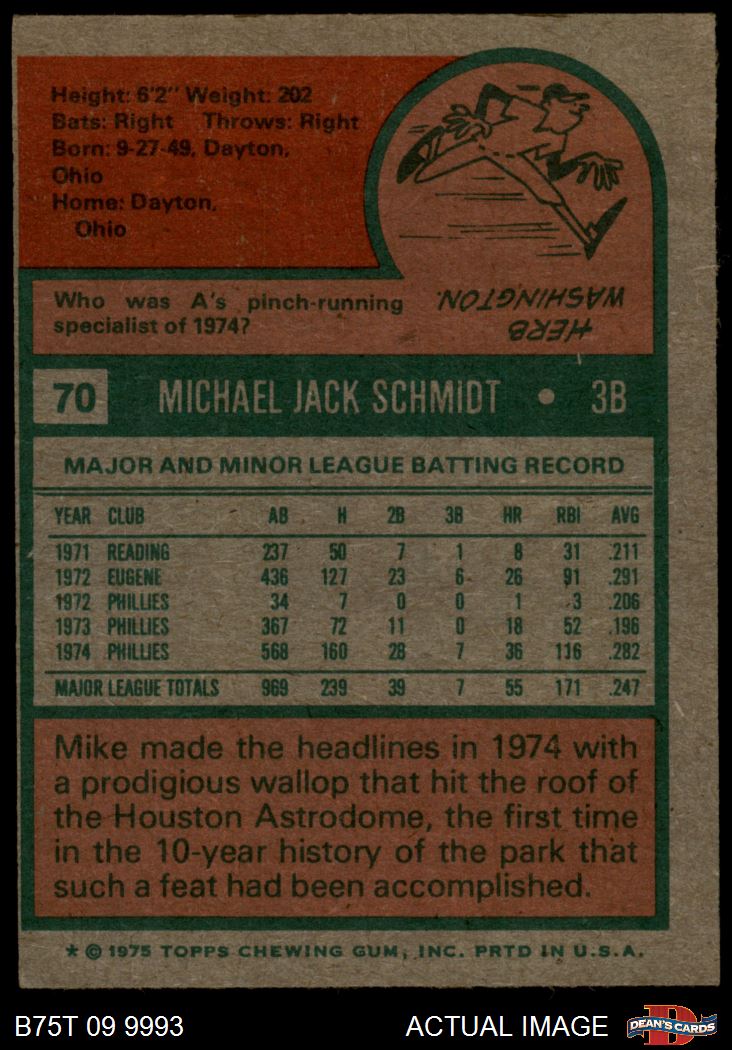 Height: 6'2" Weight: 202
Bats: Right Throws: Right
Born: 9-27-49, Dayton,
Ohio
Home: Dayton,
Ohio
Who was A's pinch-running
specialist of 1974?
HERB
WASHINGTON.
70 MICHAEL JACK SCHMIDT • 3B
MAJOR AND MINOR LEAGUE BATTING RECORD
YEAR CLUB AB H 2B 3B HR RBI AVG
1971 READING 237 50 7 1 8 31 .211
1972 EUGENE 436 127 23 6 26 91 .291
1972 PHILLIES 34 7 0 0 1 3 .206
1973 PHILLIES 367 72 11 0 18 52 .196
1974 PHILLIES 568 160 28 7 36 116 .282
MAJOR LEAGUE TOTALS 969 239 39 7 55 171 .247
Mike made the headlines in 1974 with
a prodigious wallop that hit the roof of
the Houston Astrodome, the first time
in the 10-year history of the park that
such a feat had been accomplished.
* © 1975 TOPPS CHEWING GUM, INC. PRTD IN U.S.A.
B75T 09 9993 ACTUAL IMAGE DEAN'S CARDS